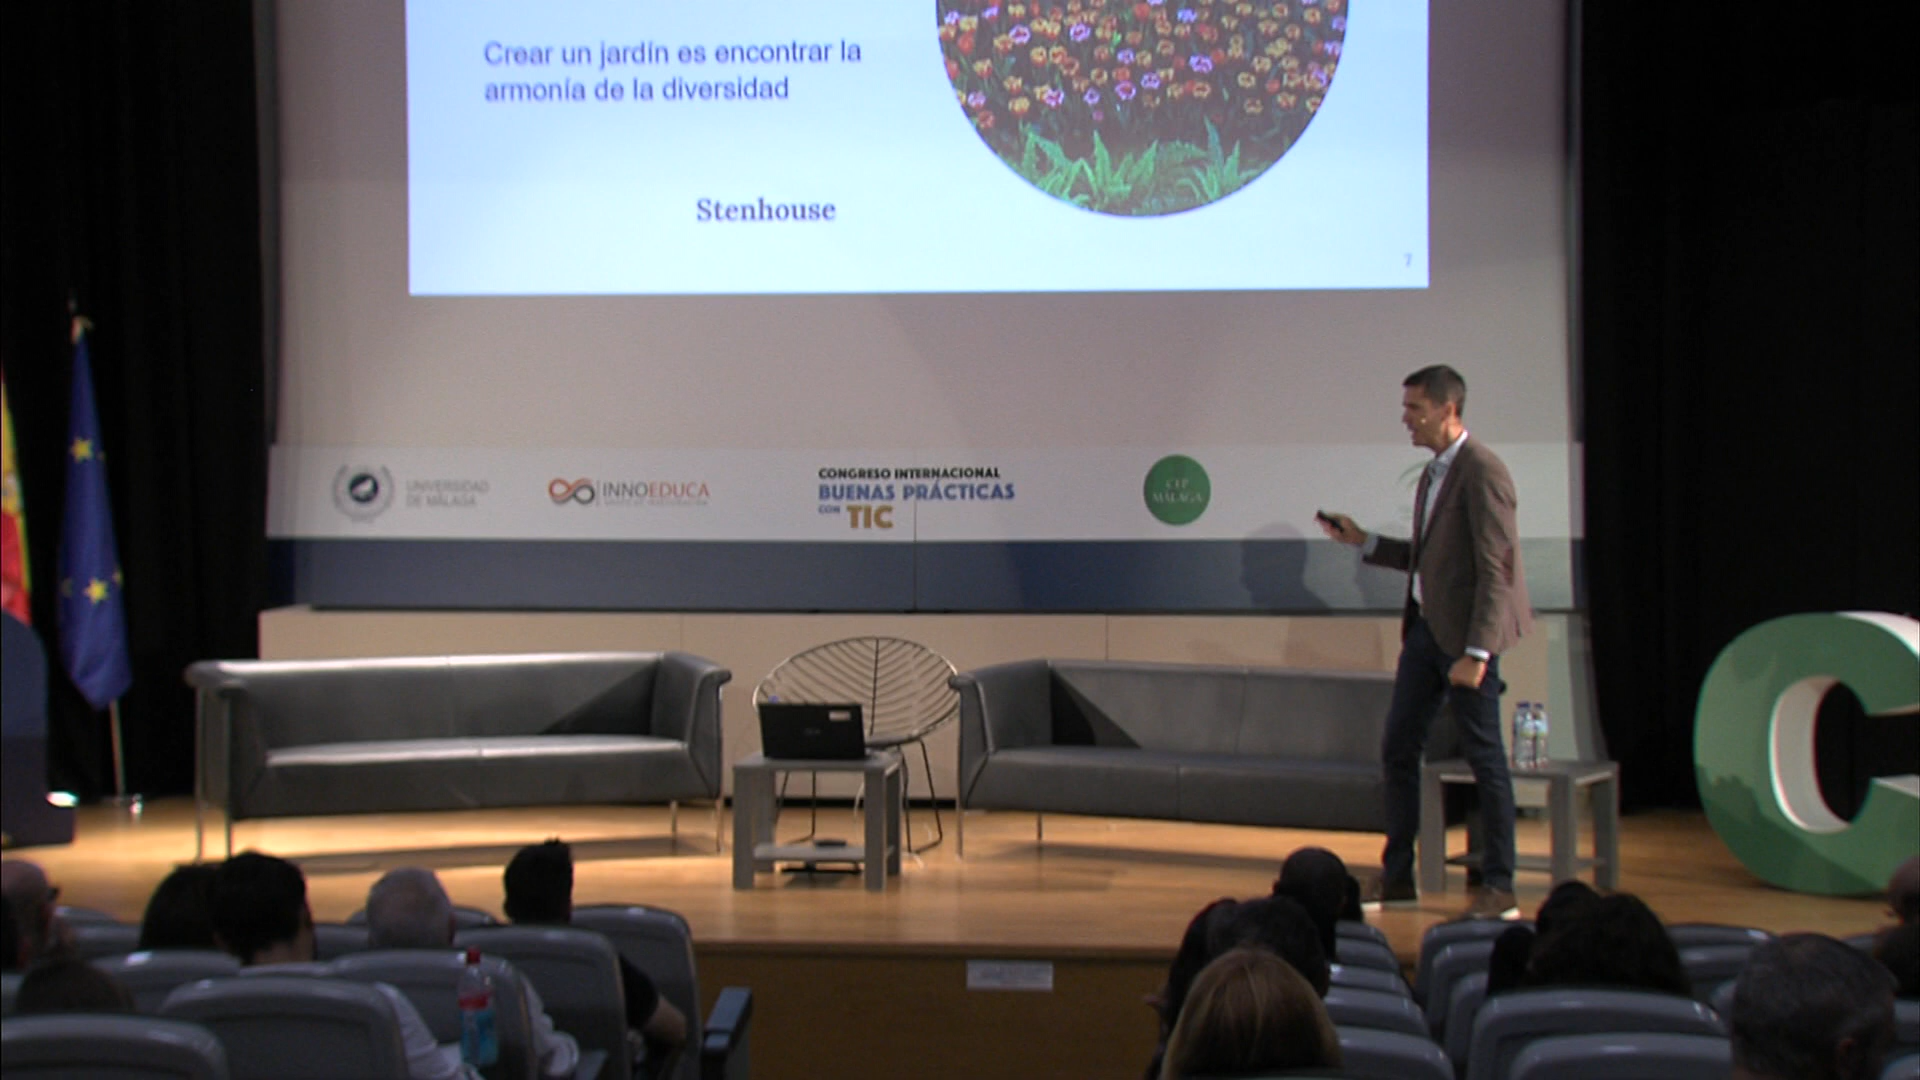 Crear un jardín es encontrar la
armonía de la diversidad
Stenhouse
7
UNIVERSIDAD
DE MÁLAGA
INNOEDUCA
CONGRESO INTERNACIONAL
BUENAS PRÁCTICAS
CON TIC
CEP
MÁLAGA
C